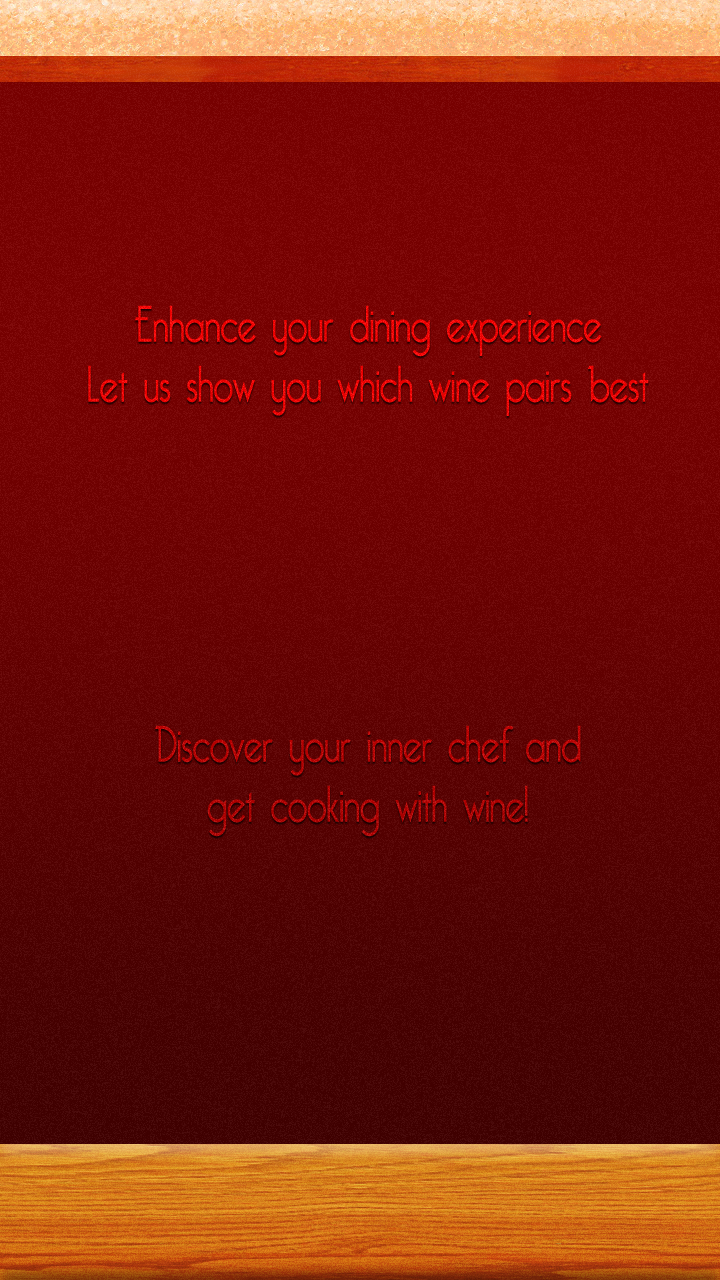 Enhance your dining experience
Let us show you which wine pairs best
Discover your inner chef and
get cooking with wine!